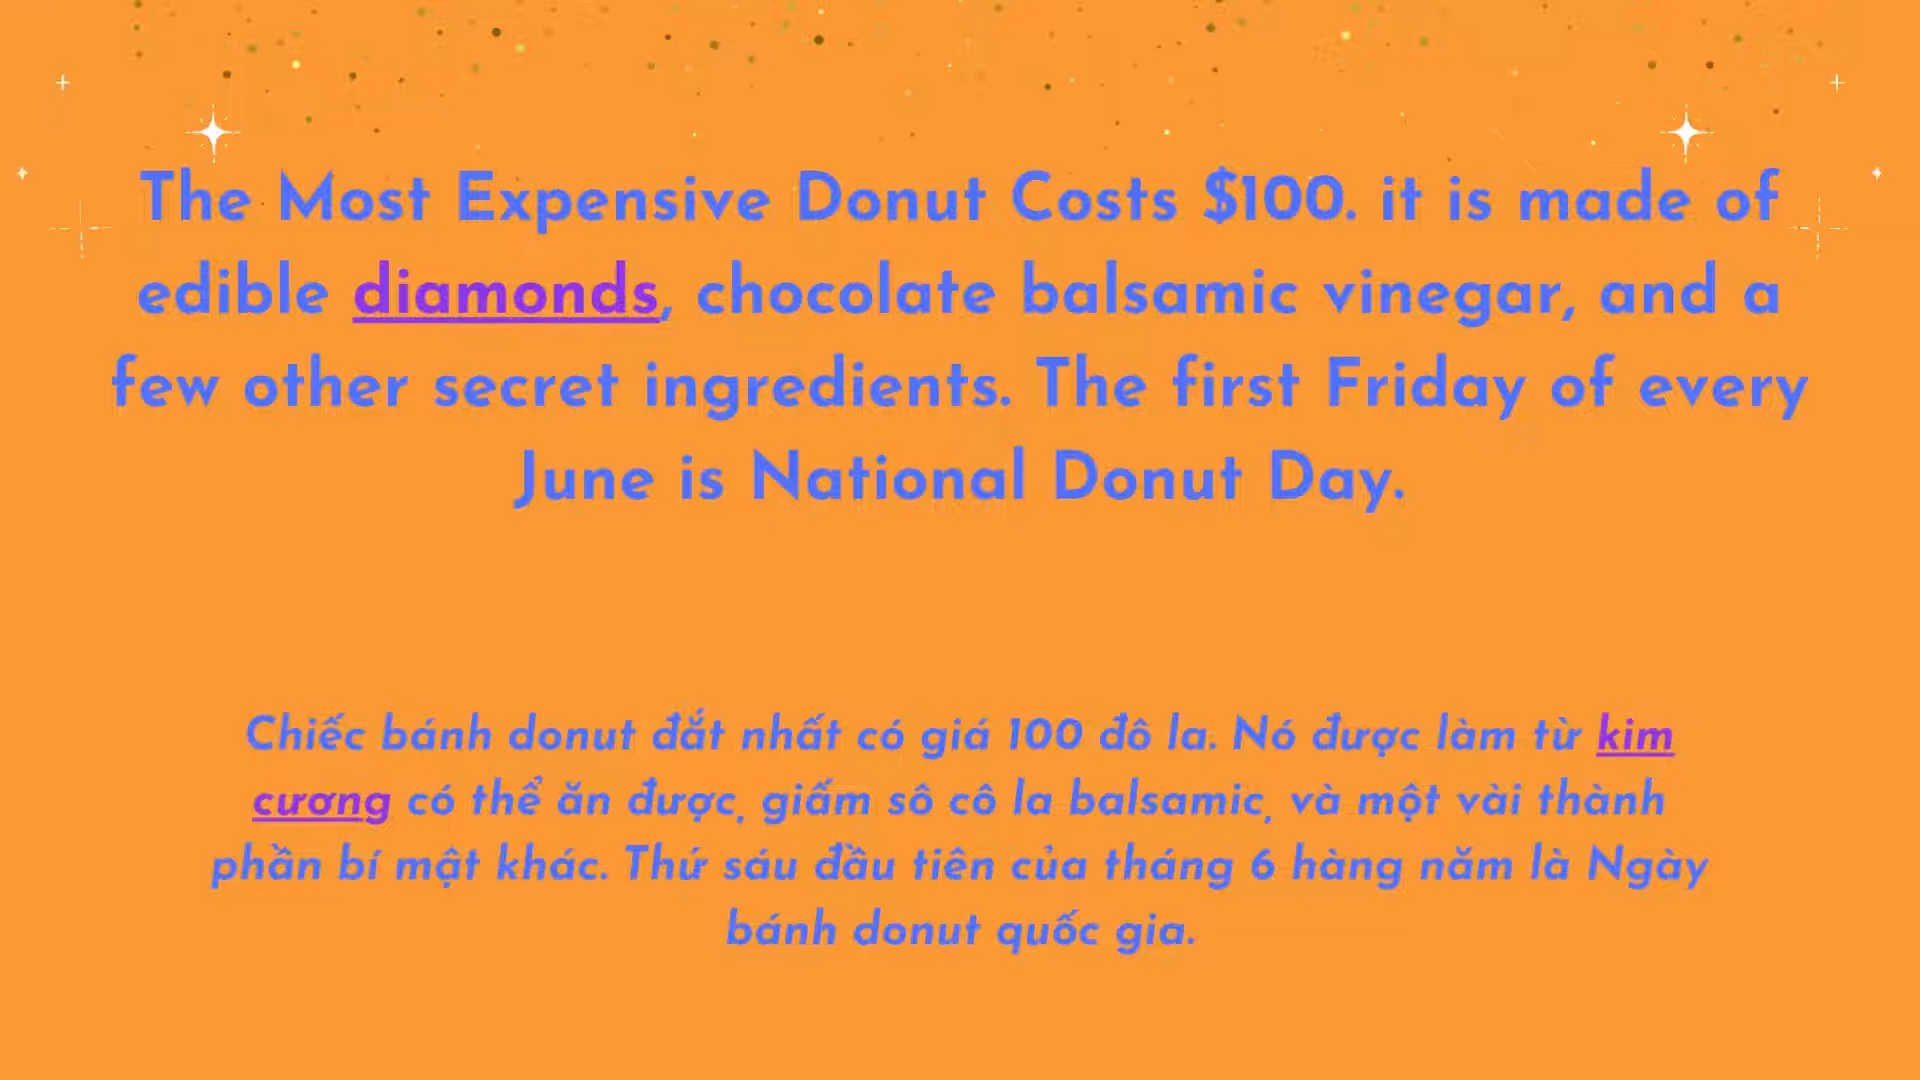 The Most Expensive Donut Costs $100. it is made of
edible diamonds, chocolate balsamic vinegar, and a
few other secret ingredients. The first Friday of every
June is National Donut Day.
Chiếc bánh donut đắt nhất có giá 100 đô la. Nó được làm từ kim
cương có thể ăn được, giấm sô cô la balsamic, và một vài thành
phần bí mật khác. Thứ sáu đầu tiên của tháng 6 hàng năm là Ngày
bánh donut quốc gia.